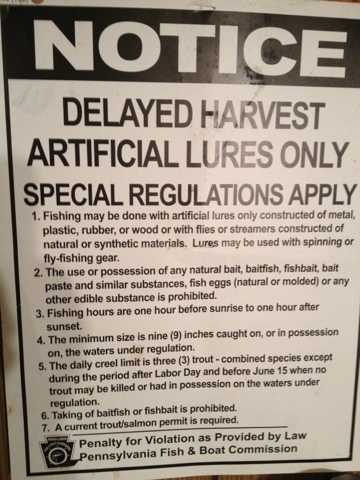 NOTICE
DELAYED HARVEST
ARTIFICIAL LURES ONLY
SPECIAL REGULATIONS APPLY
1. Fishing may be done with artificial lures only constructed of metal,
plastic, rubber, or wood or with flies or streamers constructed of
natural or synthetic materials. Lures may be used with spinning or
fly-fishing gear.
2. The use or possession of any natural bait, baitfish, fishbait, bait
paste and similar substances, fish eggs (natural or molded) or any
other edible substance is prohibited.
3. Fishing hours are one hour before sunrise to one hour after
sunset.
4. The minimum size is nine (9) inches caught on, or in possession
on, the waters under regulation.
5. The daily creel limit is three (3) trout - combined species except
during the period after Labor Day and before June 15 when no
trout may be killed or had in possession on the waters under
regulation.
6. Taking of baitfish or fishbait is prohibited.
7. A current trout/salmon permit is required.
Penalty for Violation as Provided by Law
Pennsylvania Fish & Boat Commission